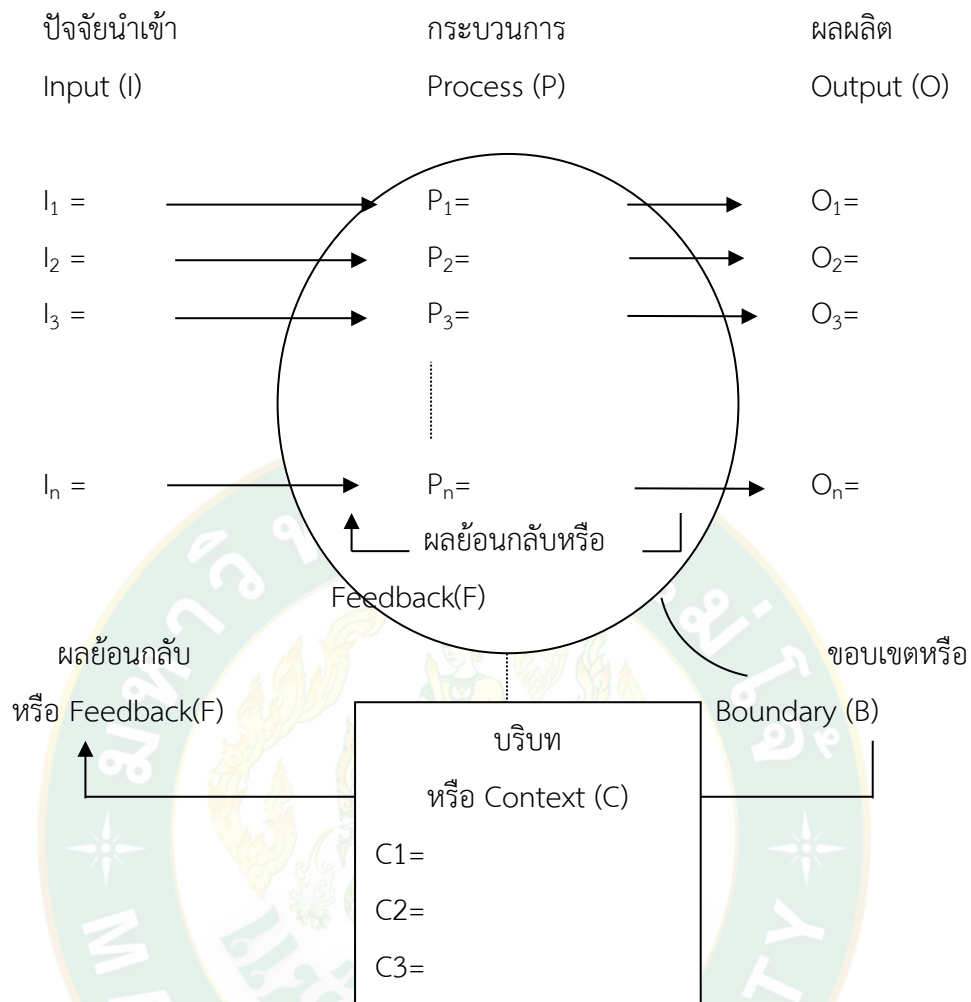 ปัจจัยนำเข้า กระบวนการ ผลผลิต
Input (I) Process (P) Output (O)
I1 = P1= O1=
I2 = P2= O2=
I3 = P3= O3=
In = Pn= On=
ผลย้อนกลับหรือ
Feedback(F)
ผลย้อนกลับ ขอบเขตหรือ
หรือ Feedback(F) Boundary (B)
บริบท
หรือ Context (C)
C1=
C2=
C3=